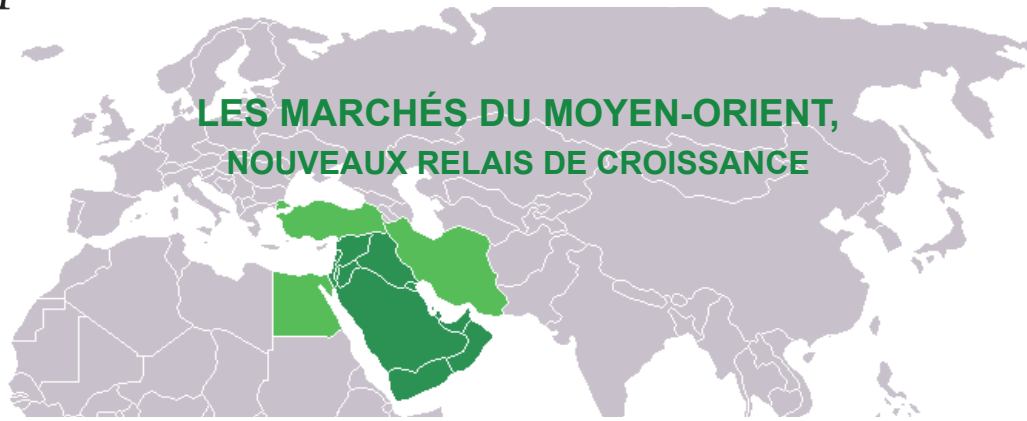 LES MARCHÉS DU MOYEN-ORIENT,
NOUVEAUX RELAIS DE CROISSANCE